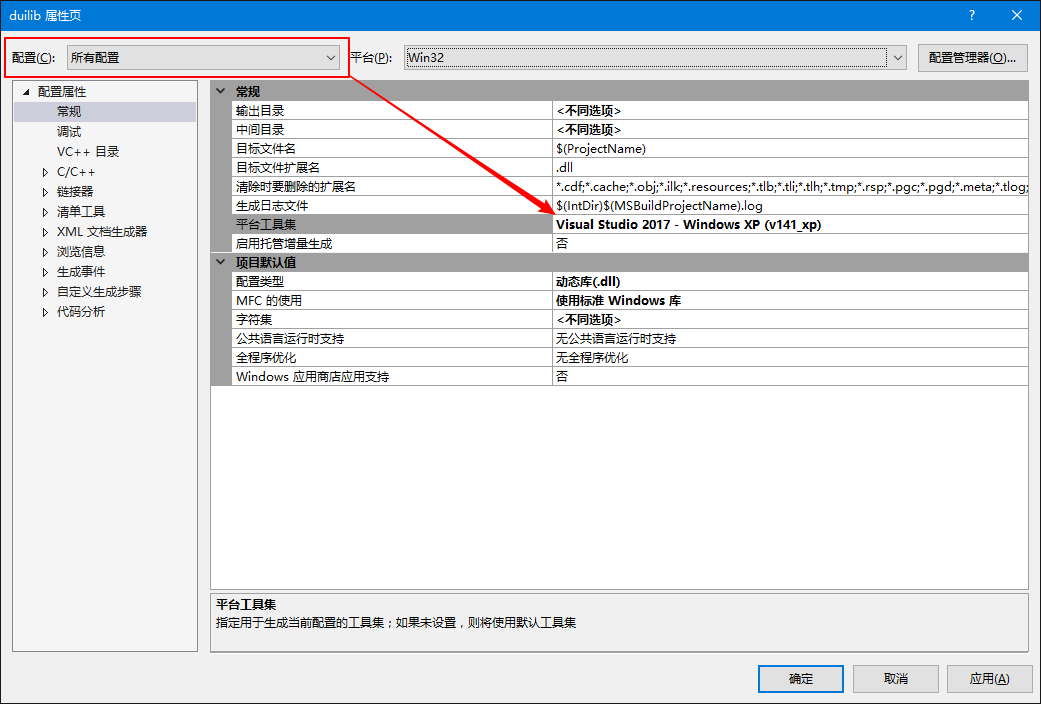 duilib 属性页
配置(C): 所有配置 平台(P): Win32 配置管理器(O)...
配置属性
常规
调试
VC++ 目录
C/C++
链接器
清单工具
XML 文档生成器
浏览信息
生成事件
自定义生成步骤
代码分析
常规
输出目录 <不同选项>
中间目录 <不同选项>
目标文件名 $(ProjectName)
目标文件扩展名 .dll
清除时要删除的扩展名 *.cdf;*.cache;*.obj;*.ilk;*.resources;*.tlb;*.tli;*.tlh;*.tmp;*.rsp;*.pgc;*.pgd;*.meta;*.tlog;
生成日志文件 $(IntDir)$(MSBuildProjectName).log
平台工具集 Visual Studio 2017 - Windows XP (v141_xp)
启用托管增量生成 否
项目默认值
配置类型 动态库(.dll)
MFC 的使用 使用标准 Windows 库
字符集 <不同选项>
公共语言运行时支持 无公共语言运行时支持
全程序优化 无全程序优化
Windows 应用商店应用支持 否
平台工具集
指定用于生成当前配置的工具集；如果未设置，则将使用默认工具集
确定 取消 应用(A)